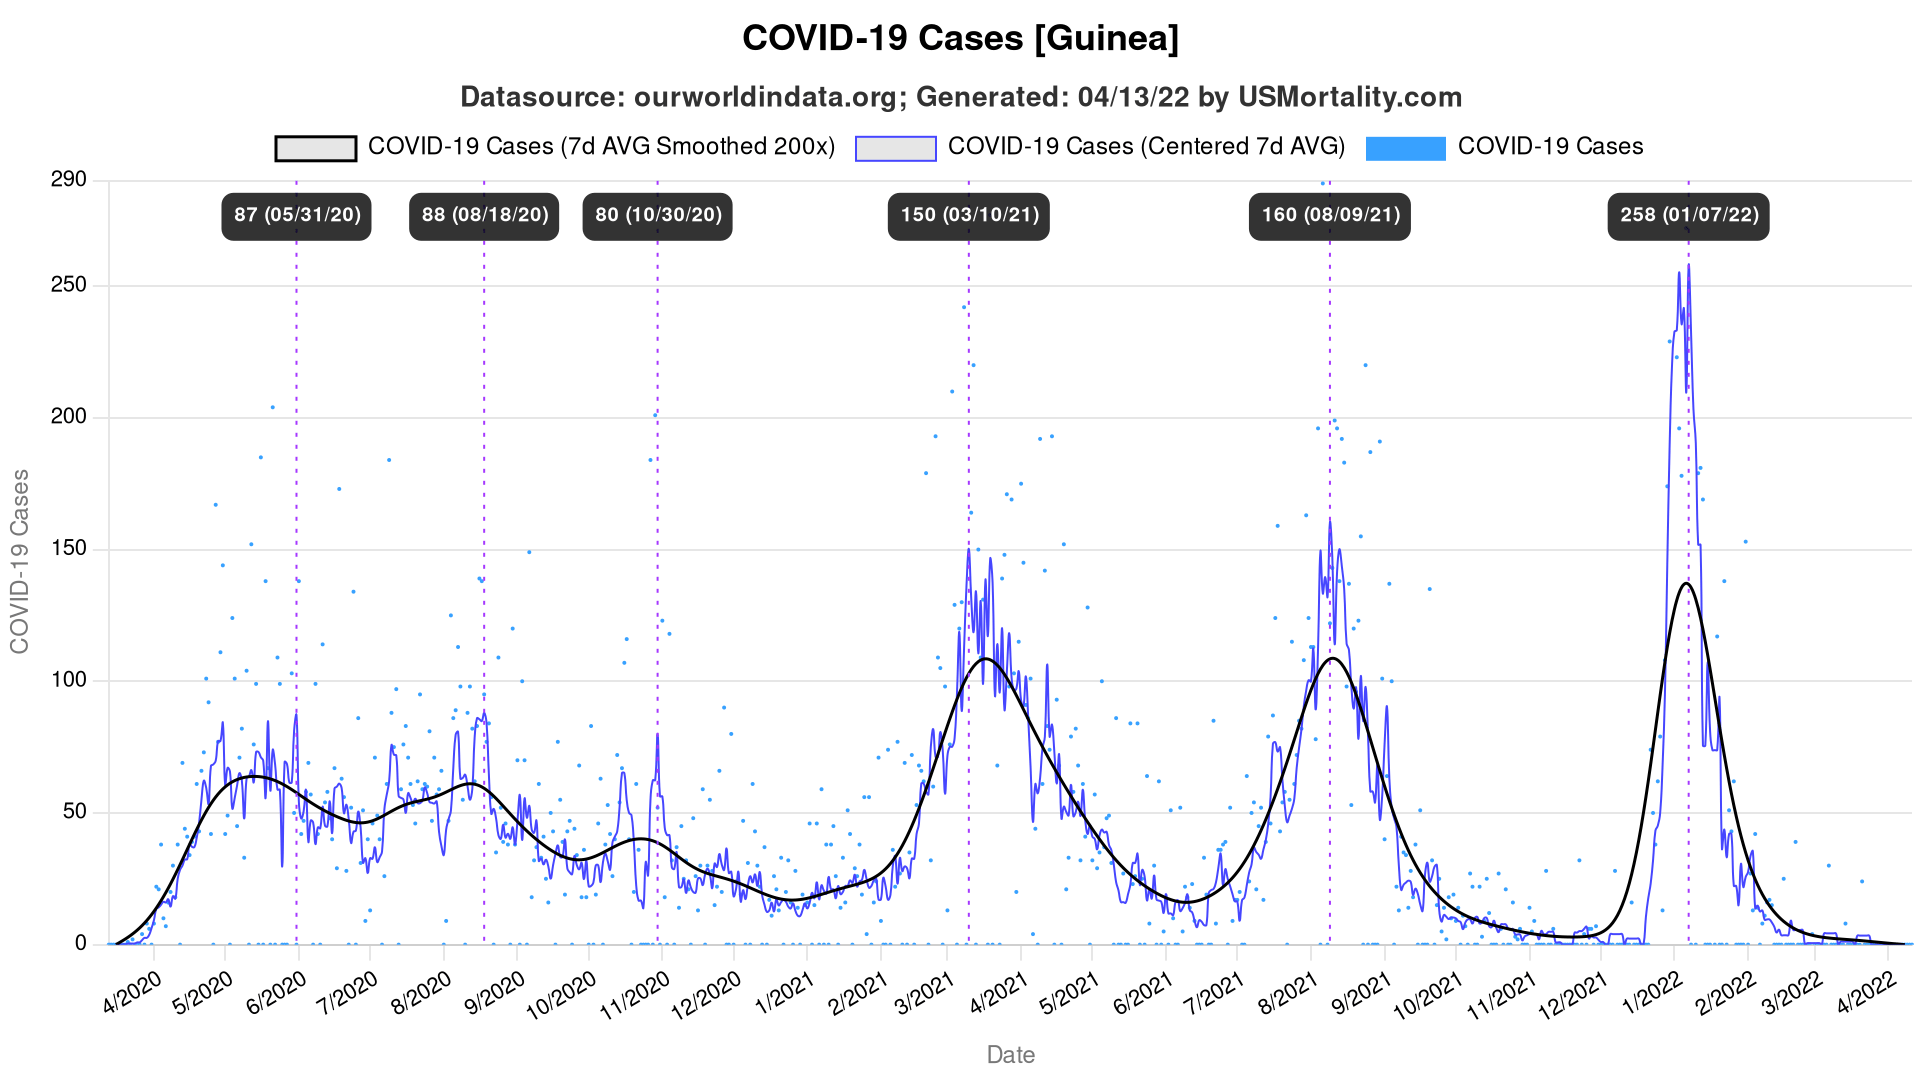 COVID-19 Cases [Guinea]
Datasource: ourworldindata.org; Generated: 04/13/22 by USMortality.com
COVID-19 Cases (7d AVG Smoothed 200x) COVID-19 Cases (Centered 7d AVG) COVID-19 Cases
290
87 (05/31/20) 88 (08/18/20) 80 (10/30/20) 150 (03/10/21) 160 (08/09/21) 258 (01/07/22)
250
200
150
100
50
0
COVID-19 Cases
4/2020 5/2020 6/2020 7/2020 8/2020 9/2020 10/2020 11/2020 12/2020 1/2021 2/2021 3/2021 4/2021 5/2021 6/2021 7/2021 8/2021 9/2021 10/2021 11/2021 12/2021 1/2022 2/2022 3/2022 4/2022
Date